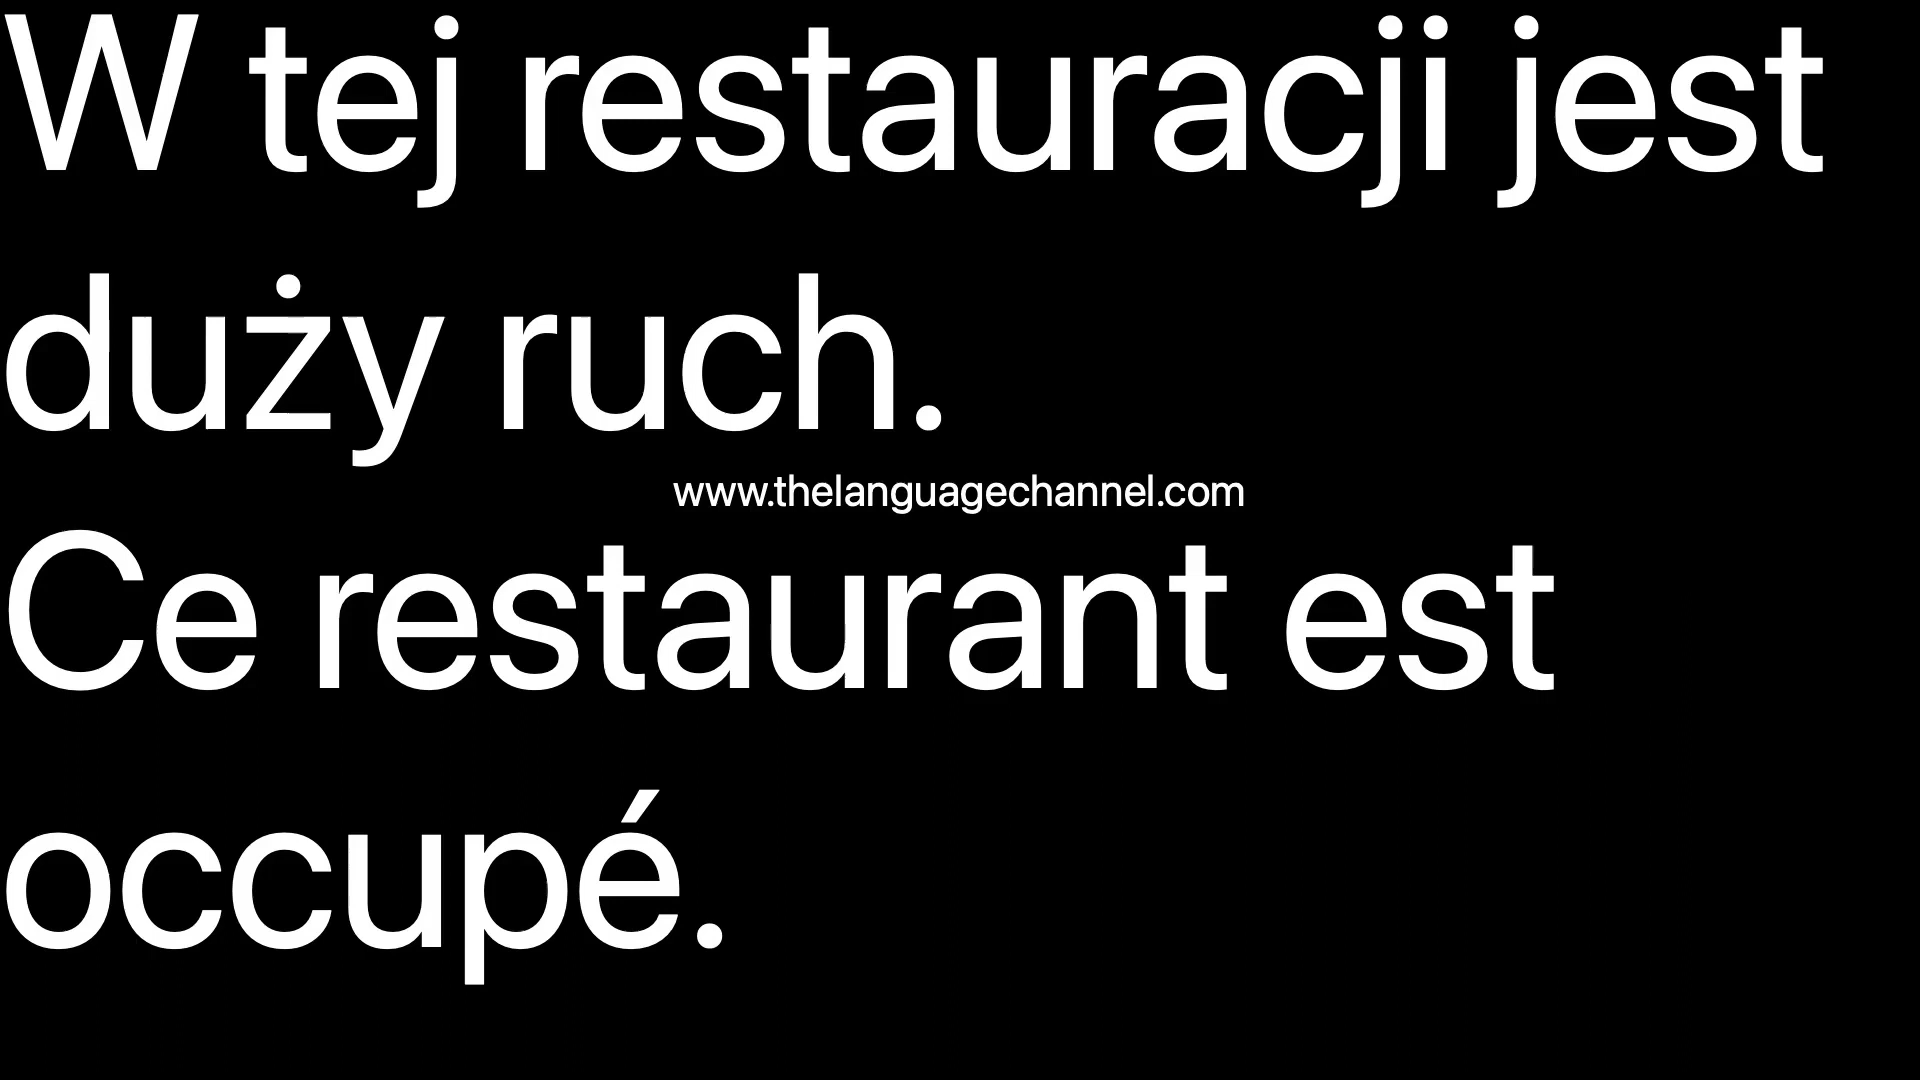 W tej restauracji jest
duży ruch.
www.thelanguagechannel.com
Ce restaurant est
occupé.